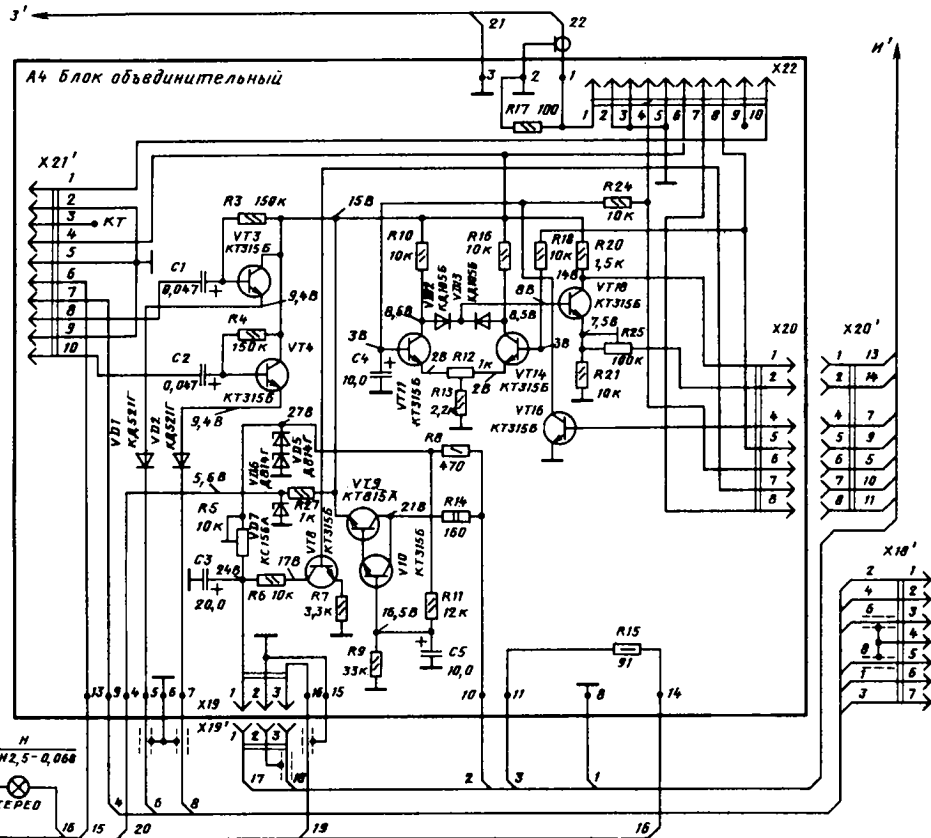 З' 21 22 И'
А4 Блок объединительный
3 2 1 X22
R17 100
1 2 3 4 5 6 7 8 9 10
X21'
1
2
3 КТ
4
5
6
7
8
9
10
R3 150к
VT3
КТ315Б
C1
0,047
9,4В
R4
150к
VT4
C2
0,047
КТ315Б
9,4В
15В
R10
10к
R16
10к
R24
10к
R18
10к
R20
1,5к
14В
КД105Б
VD3
КД105Б
VT18
КТ315Б
8В
8,6В
8,5В
7,5В
R25
3В
3В
C4
10,0
VT11
КТ315Б
2В
R12
1к
2В
R13
2,2к
VT14
КТ315Б
R21
10к
VT16
КТ315Б
X20
1
2
4
5
6
7
8
X20'
1 13
2 14
4 7
5 9
6 5
7 10
8 11
VD1
КД521Г
VD2
КД521Г
27В
VD6
Д814Г
VD5
Д814Г
R8
470
5,6В
R5
10к
VD7
КС156А
R27
1к
VT9
КТ815А
21В
R14
160
V10
КТ315Б
VT8
КТ315Б
C3
20,0
24В
R6 10к
17В
R7
3,3к
16,5В
R11
12к
R9
33к
C5
10,0
R15
91
X18'
2 1
4 2
6 3
4
8 5
1 6
3 7
13 9 4 5 6 7
X19
1 2 3
16 15
10 11 8 14
X19'
1 2 3
17 18
2 3 1
Н
4 6 8
16 15 20 19 16